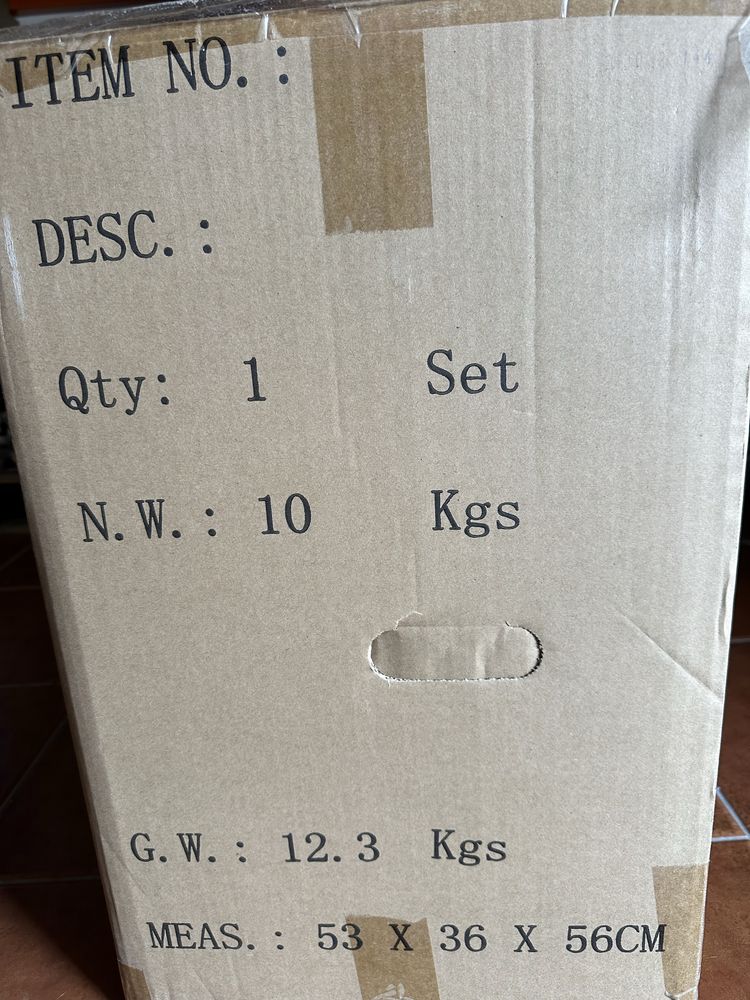 ITEM NO.:
DESC.:
Qty: 1 Set
N.W.: 10 Kgs
G.W.: 12.3 Kgs
MEAS.: 53 X 36 X 56CM